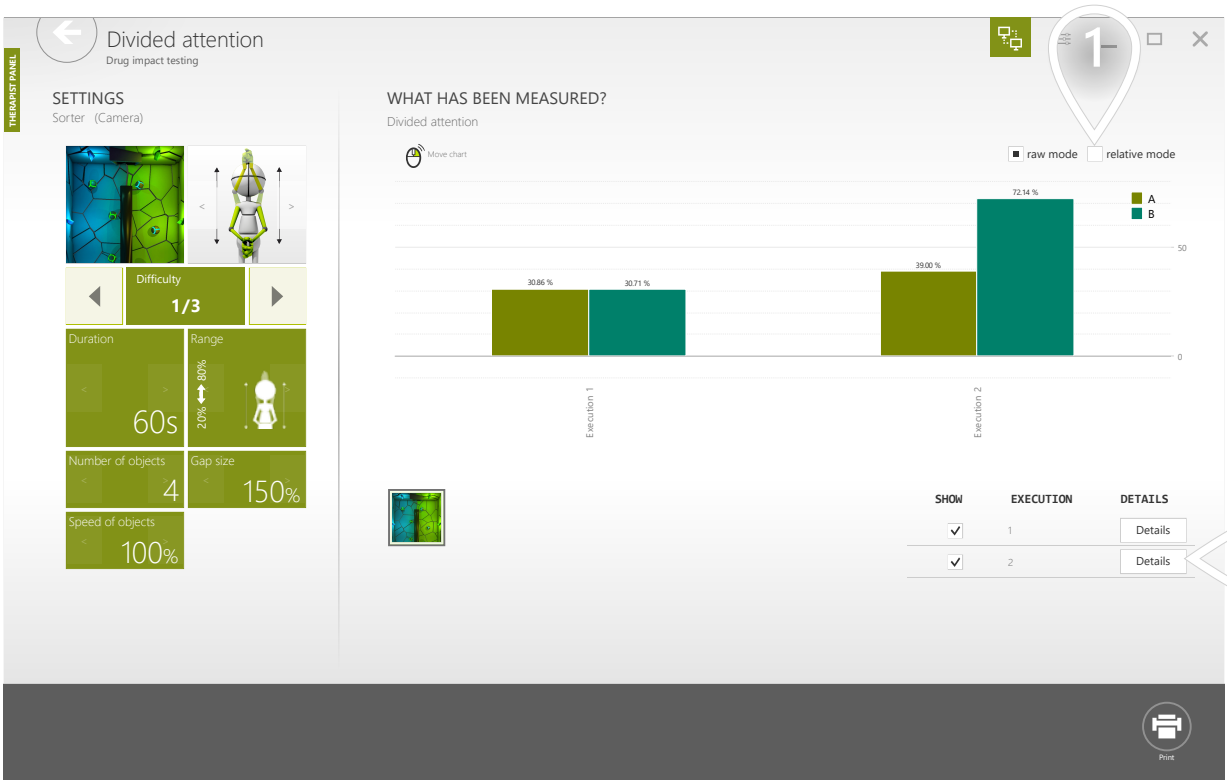 Divided attention
Drug impact testing
1
THERAPIST PANEL
SETTINGS
Sorter (Camera)
WHAT HAS BEEN MEASURED?
Divided attention
Move chart
raw mode
relative mode
72.14 %
A
B
50
39.00 %
30.86 %
30.71 %
0
Execution 1
Execution 2
Difficulty
1/3
Duration
60s
Range
20% 80%
Number of objects
4
Gap size
150%
Speed of objects
100%
SHOW EXECUTION DETAILS
1 Details
2 Details
Print